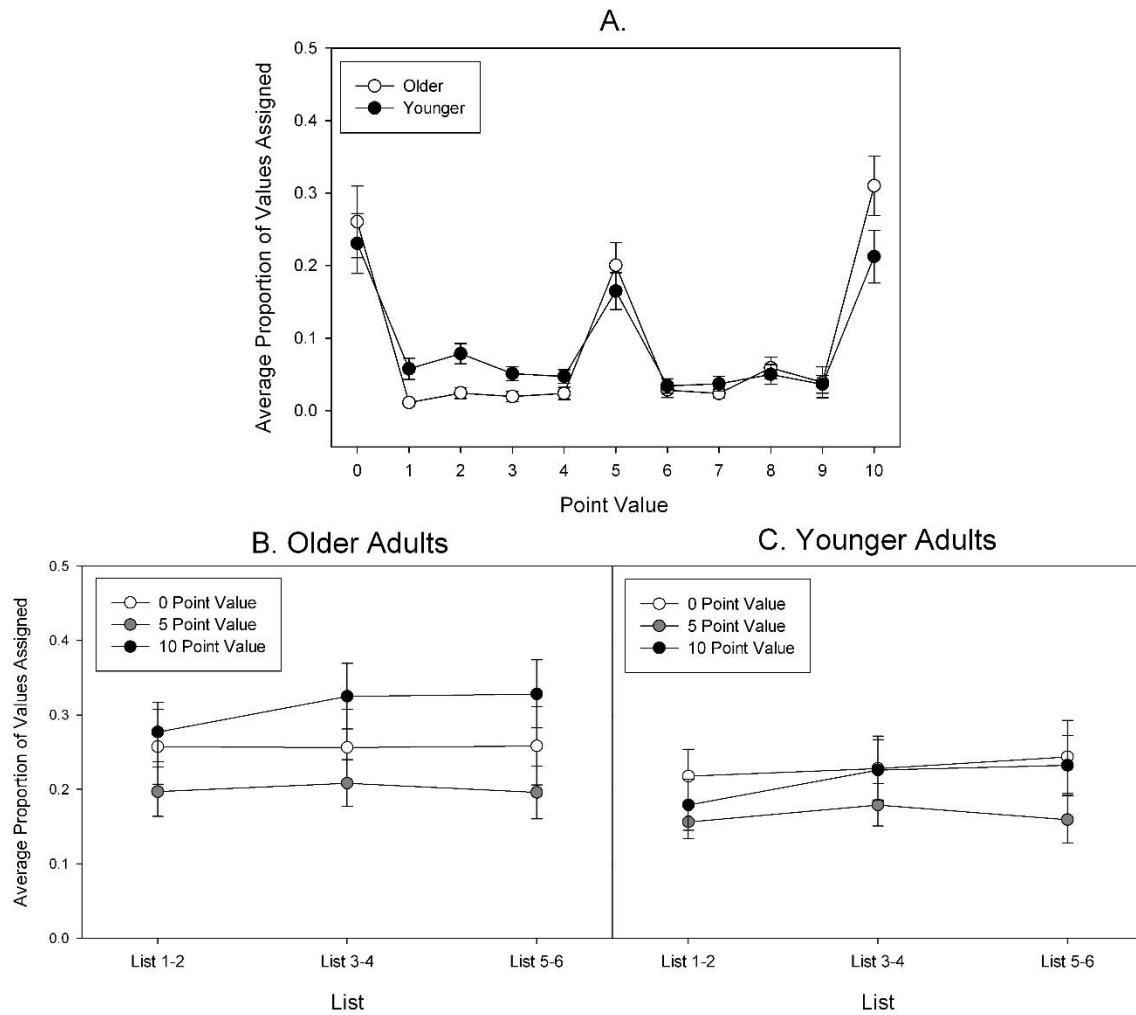 A.
Average Proportion of Values Assigned
0.5
0.4
0.3
0.2
0.1
0.0
Older
Younger
0 1 2 3 4 5 6 7 8 9 10
Point Value
B. Older Adults
Average Proportion of Values Assigned
0.5
0.4
0.3
0.2
0.1
0.0
0 Point Value
5 Point Value
10 Point Value
List 1-2 List 3-4 List 5-6
List
C. Younger Adults
0 Point Value
5 Point Value
10 Point Value
List 1-2 List 3-4 List 5-6
List